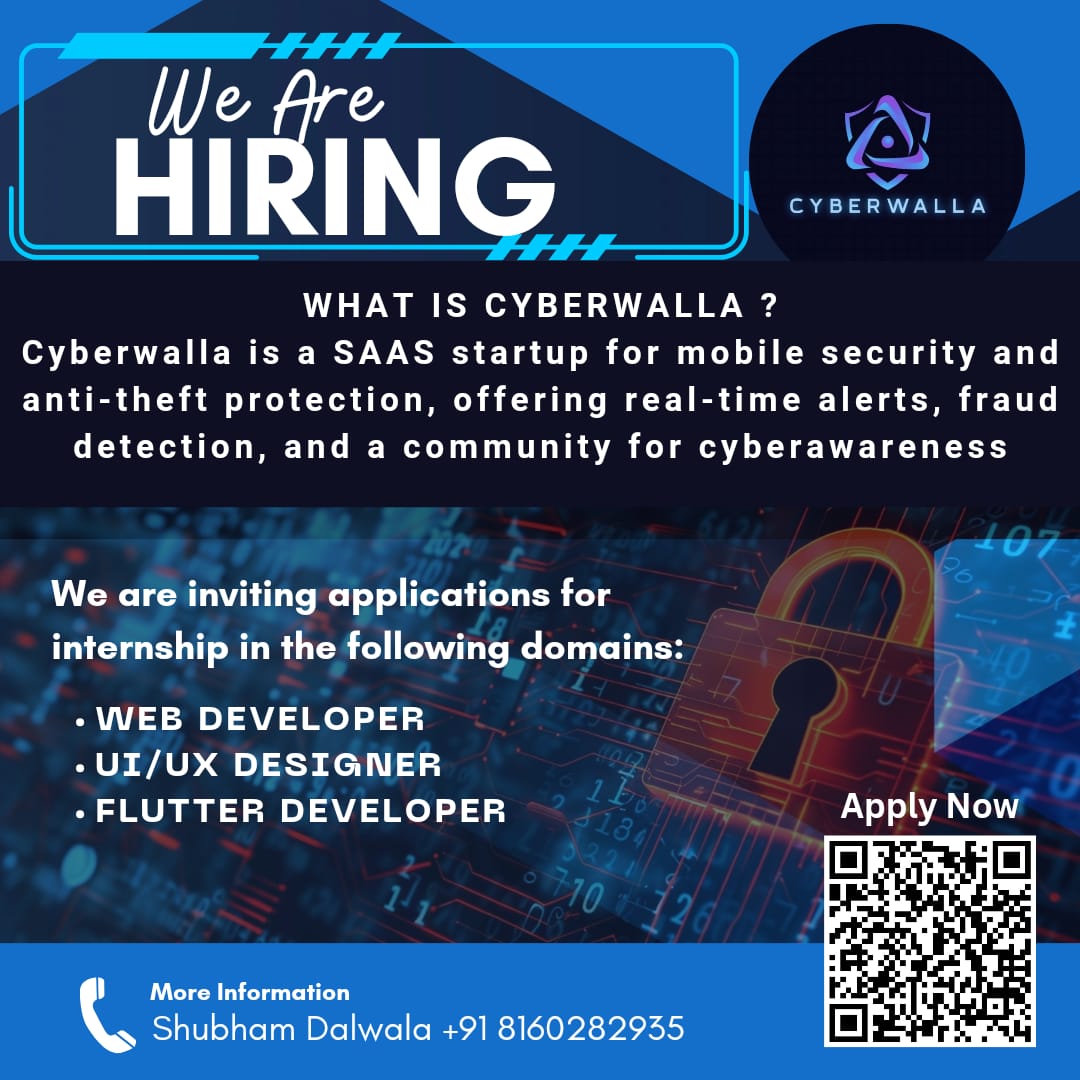 We Are
HIRING
CYBERWALLA
WHAT IS CYBERWALLA ?
Cyberwalla is a SAAS startup for mobile security and
anti-theft protection, offering real-time alerts, fraud
detection, and a community for cyberawareness
We are inviting applications for
internship in the following domains:
• WEB DEVELOPER
• UI/UX DESIGNER
• FLUTTER DEVELOPER
Apply Now
More Information
Shubham Dalwala +91 8160282935